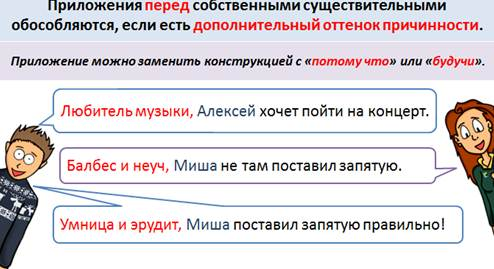 Приложения перед собственными существительными
обособляются, если есть дополнительный оттенок причинности.
Приложение можно заменить конструкцией с «потому что» или «будучи».
Любитель музыки, Алексей хочет пойти на концерт.
Балбес и неуч, Миша не там поставил запятую.
Умница и эрудит, Миша поставил запятую правильно!